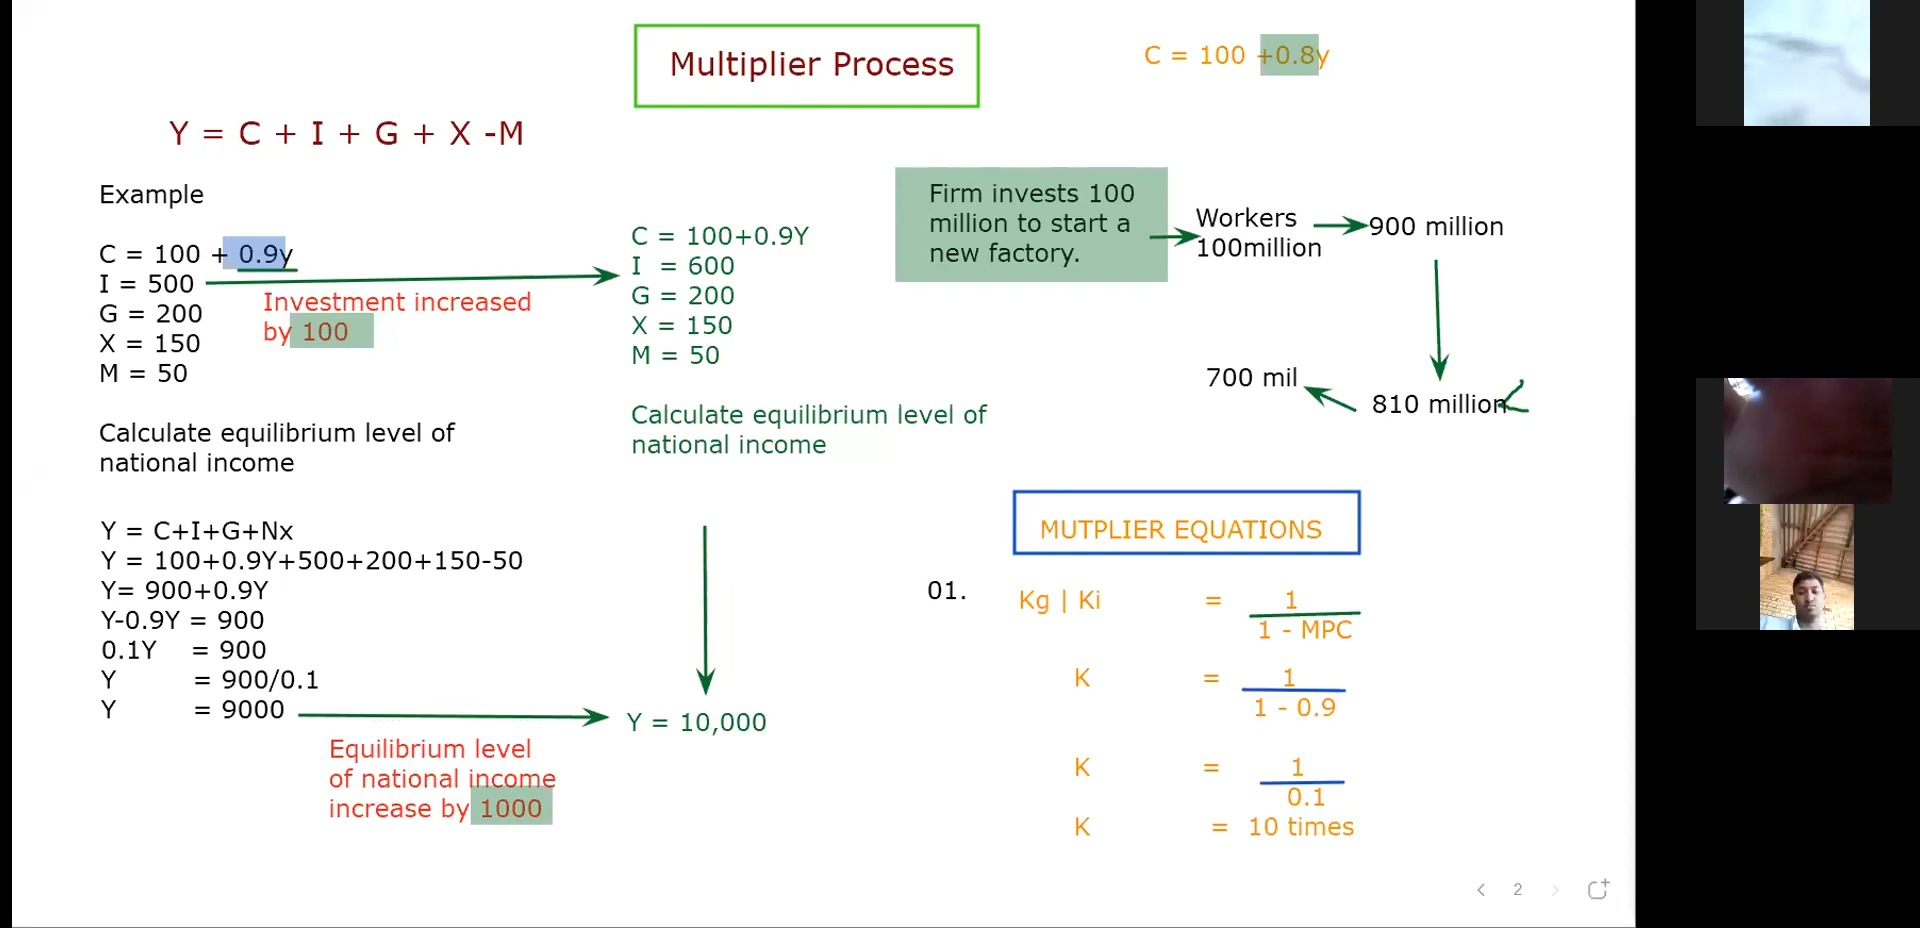 Multiplier Process
C = 100 +0.8y
Y = C + I + G + X -M
Example
C = 100 + 0.9y
I = 500
G = 200
X = 150
M = 50
Investment increased
by 100
Calculate equilibrium level of
national income
Y = C+I+G+Nx
Y = 100+0.9Y+500+200+150-50
Y= 900+0.9Y
Y-0.9Y = 900
0.1Y = 900
Y = 900/0.1
Y = 9000
Equilibrium level
of national income
increase by 1000
C = 100+0.9Y
I = 600
G = 200
X = 150
M = 50
Calculate equilibrium level of
national income
Y = 10,000
Firm invests 100
million to start a
new factory.
Workers
100million
900 million
810 million
700 mil
MUTPLIER EQUATIONS
01.
Kg | Ki = 1
1 - MPC
K = 1
1 - 0.9
K = 1
0.1
K = 10 times
2